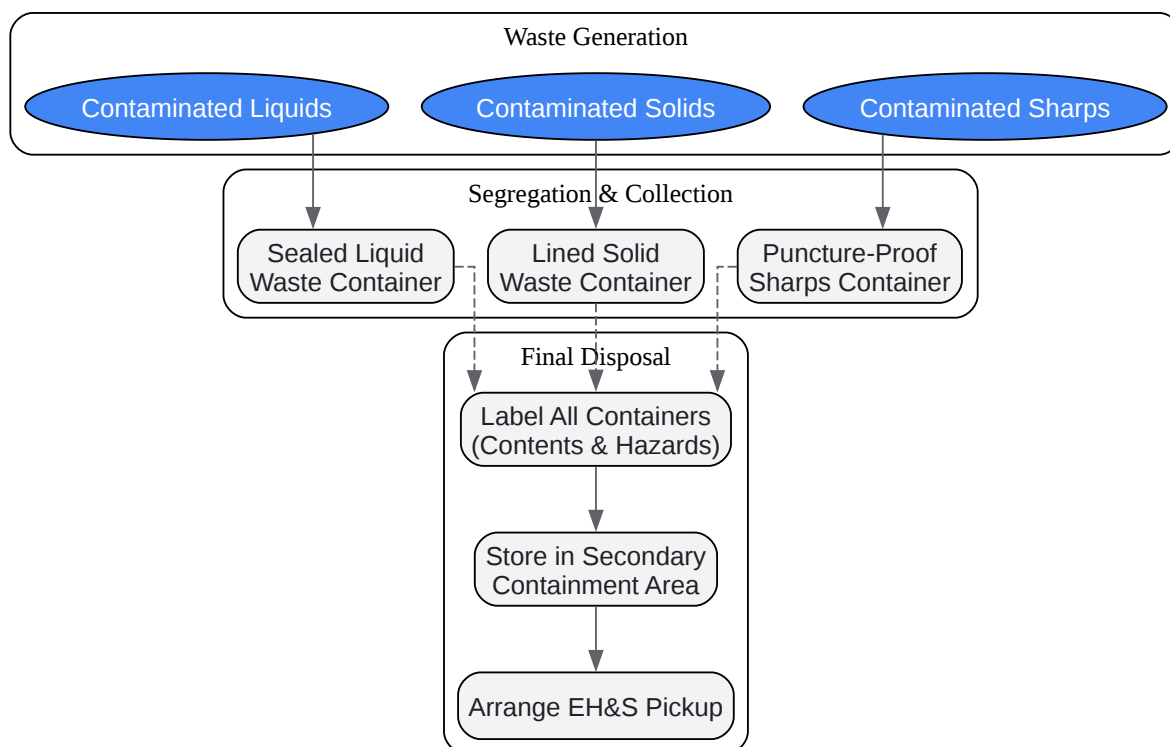 Waste Generation
Contaminated Liquids
Contaminated Solids
Contaminated Sharps
Segregation & Collection
Sealed Liquid
Waste Container
Lined Solid
Waste Container
Puncture-Proof
Sharps Container
Final Disposal
Label All Containers
(Contents & Hazards)
Store in Secondary
Containment Area
Arrange EH&S Pickup